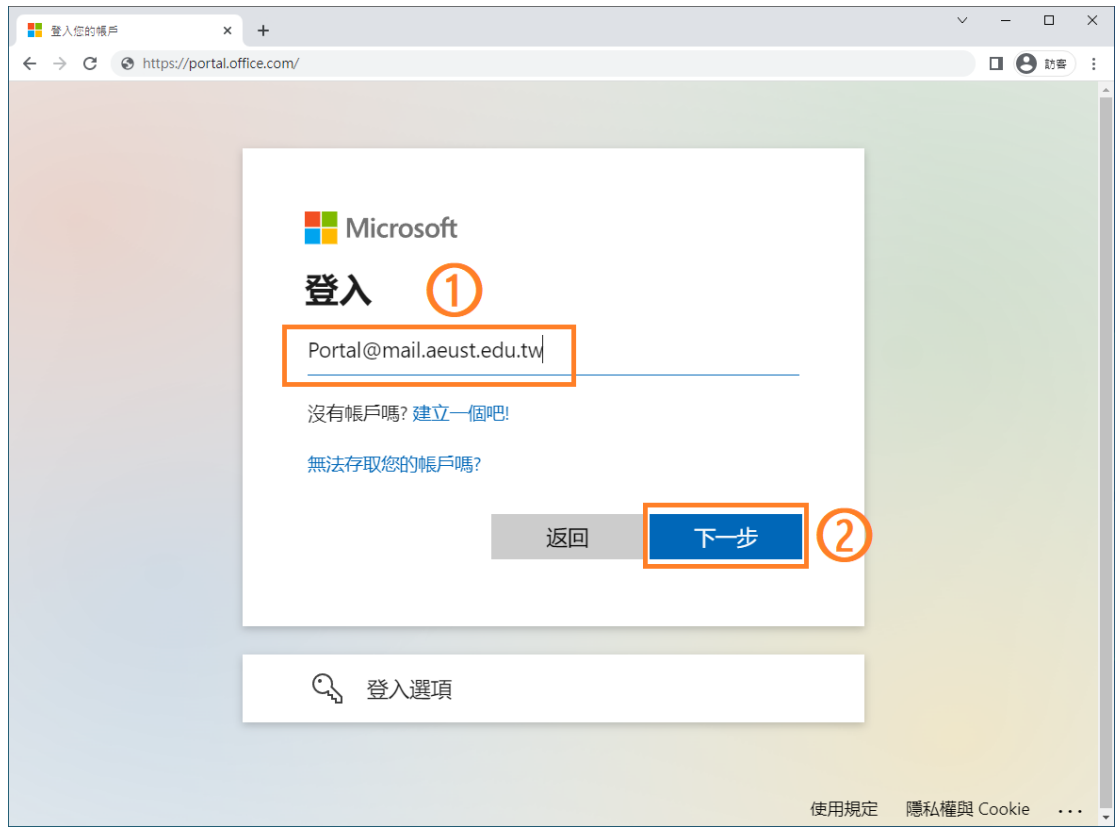 登入您的帳戶
https://portal.office.com/
訪客
Microsoft
登入
①
Portal@mail.aeust.edu.tw
沒有帳戶嗎? 建立一個吧!
無法存取您的帳戶嗎?
返回
下一步
②
登入選項
使用規定 隱私權與 Cookie ...